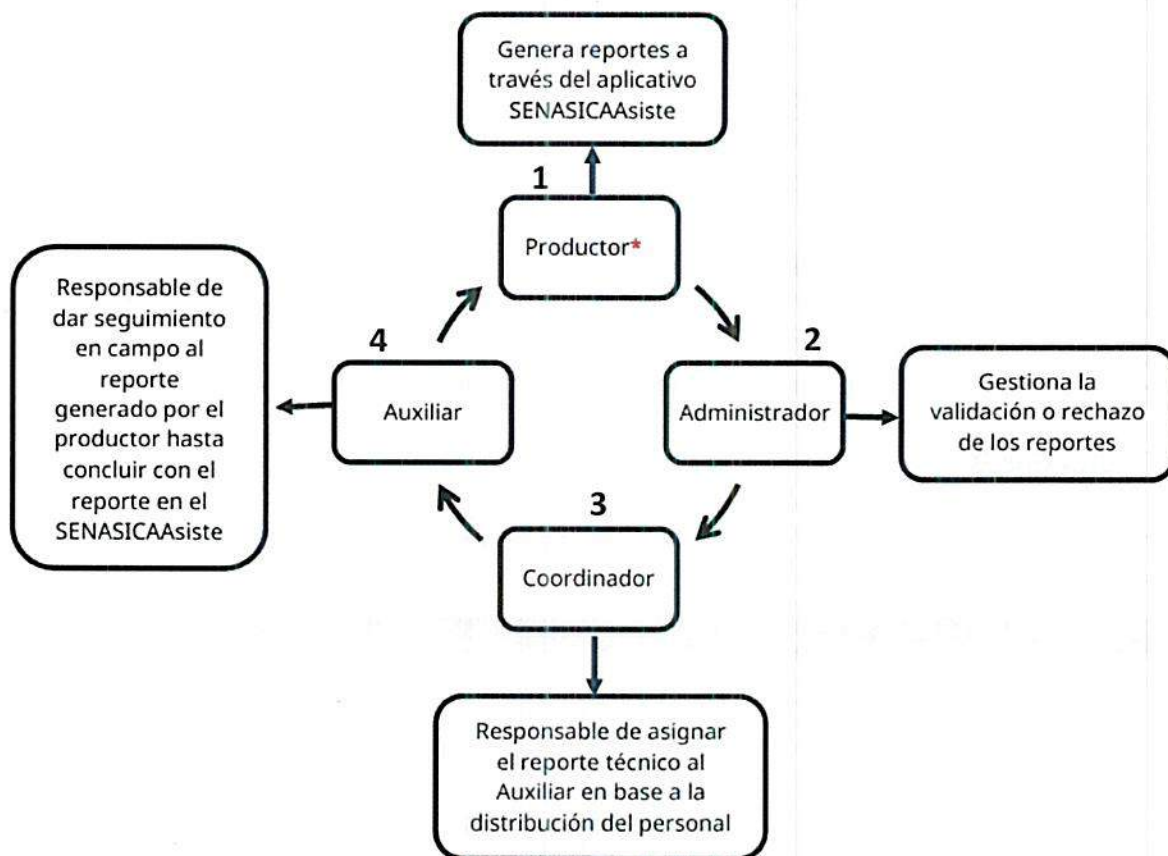 Genera reportes a
través del aplicativo
SENASICAAsiste
1
Productor*
Responsable de
dar seguimiento
en campo al
reporte
generado por el
productor hasta
concluir con el
reporte en el
SENASICAAsiste
4
Auxiliar
2
Administrador
Gestiona la
validación o rechazo
de los reportes
3
Coordinador
Responsable de asignar
el reporte técnico al
Auxiliar en base a la
distribución del personal